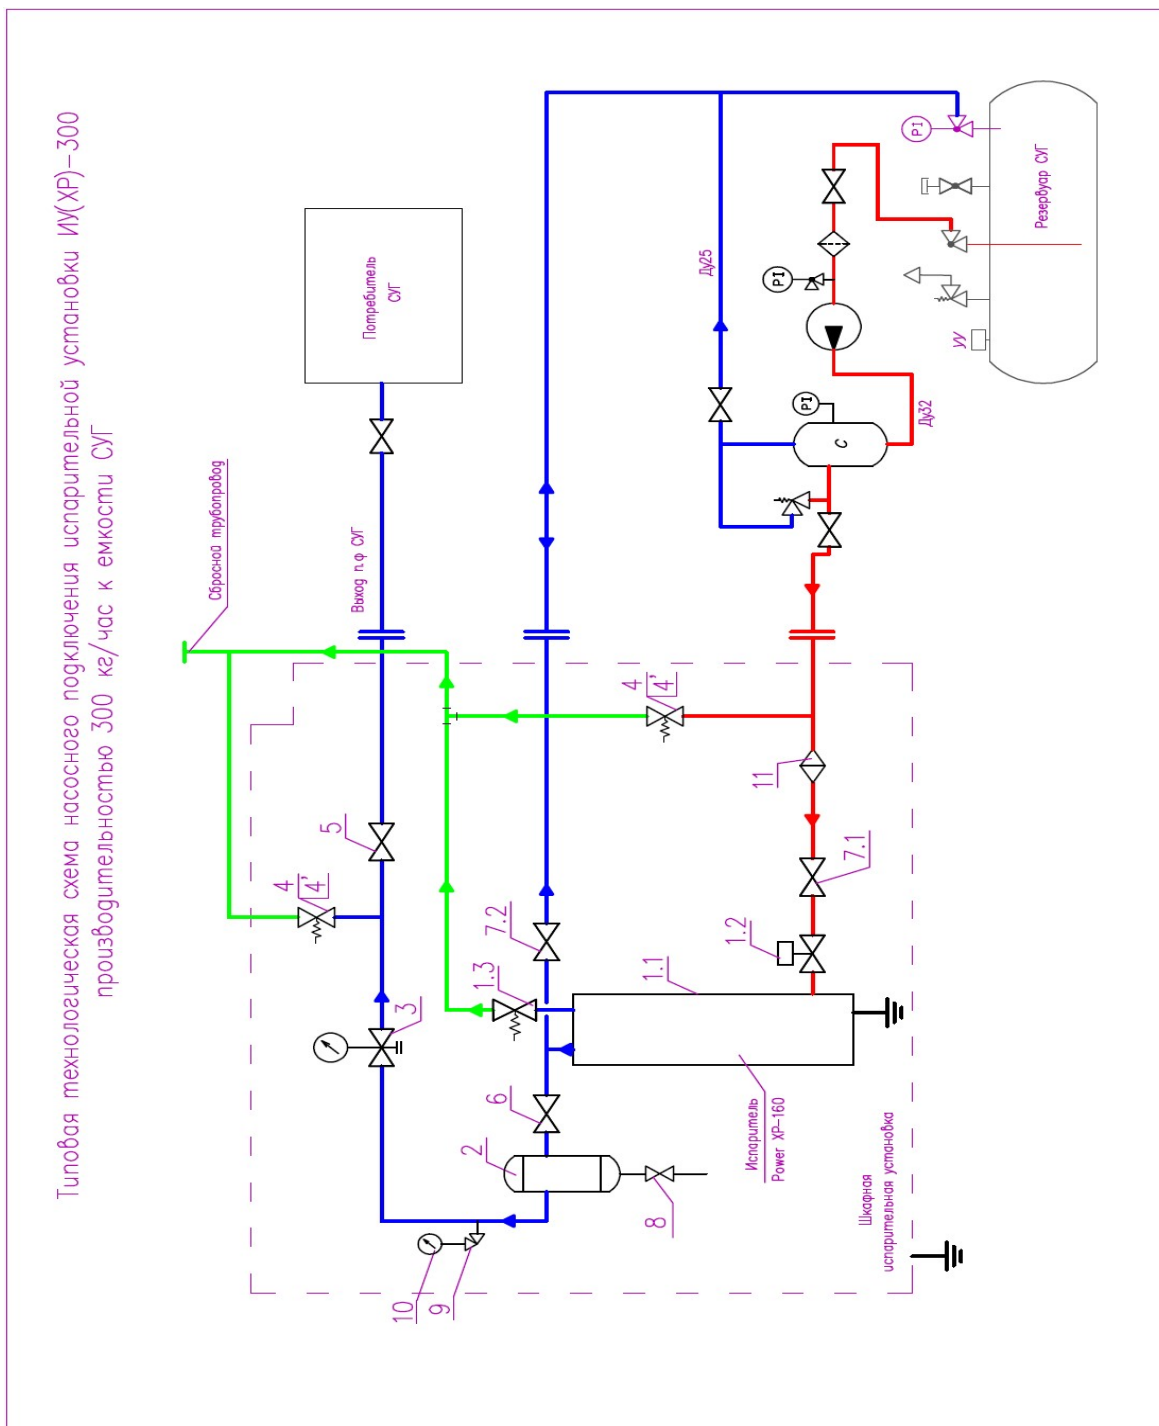 Типовая технологическая схема насосного подключения испарительной установки ИУ(ХР)-300
производительностью 300 кг/час к емкости СУГ
Сбросной трубопровод
Потребитель
СУГ
Выход п.ф СУГ
Ду25
PI
PI
PI
Резервуар СУГ
УУ
С
Ду32
4
4'
5
3
4
4'
11
7.1
1.2
1.1
7.2
1.3
6
2
8
10
9
Испаритель
Power XP-160
Шкафная
испарительная установка